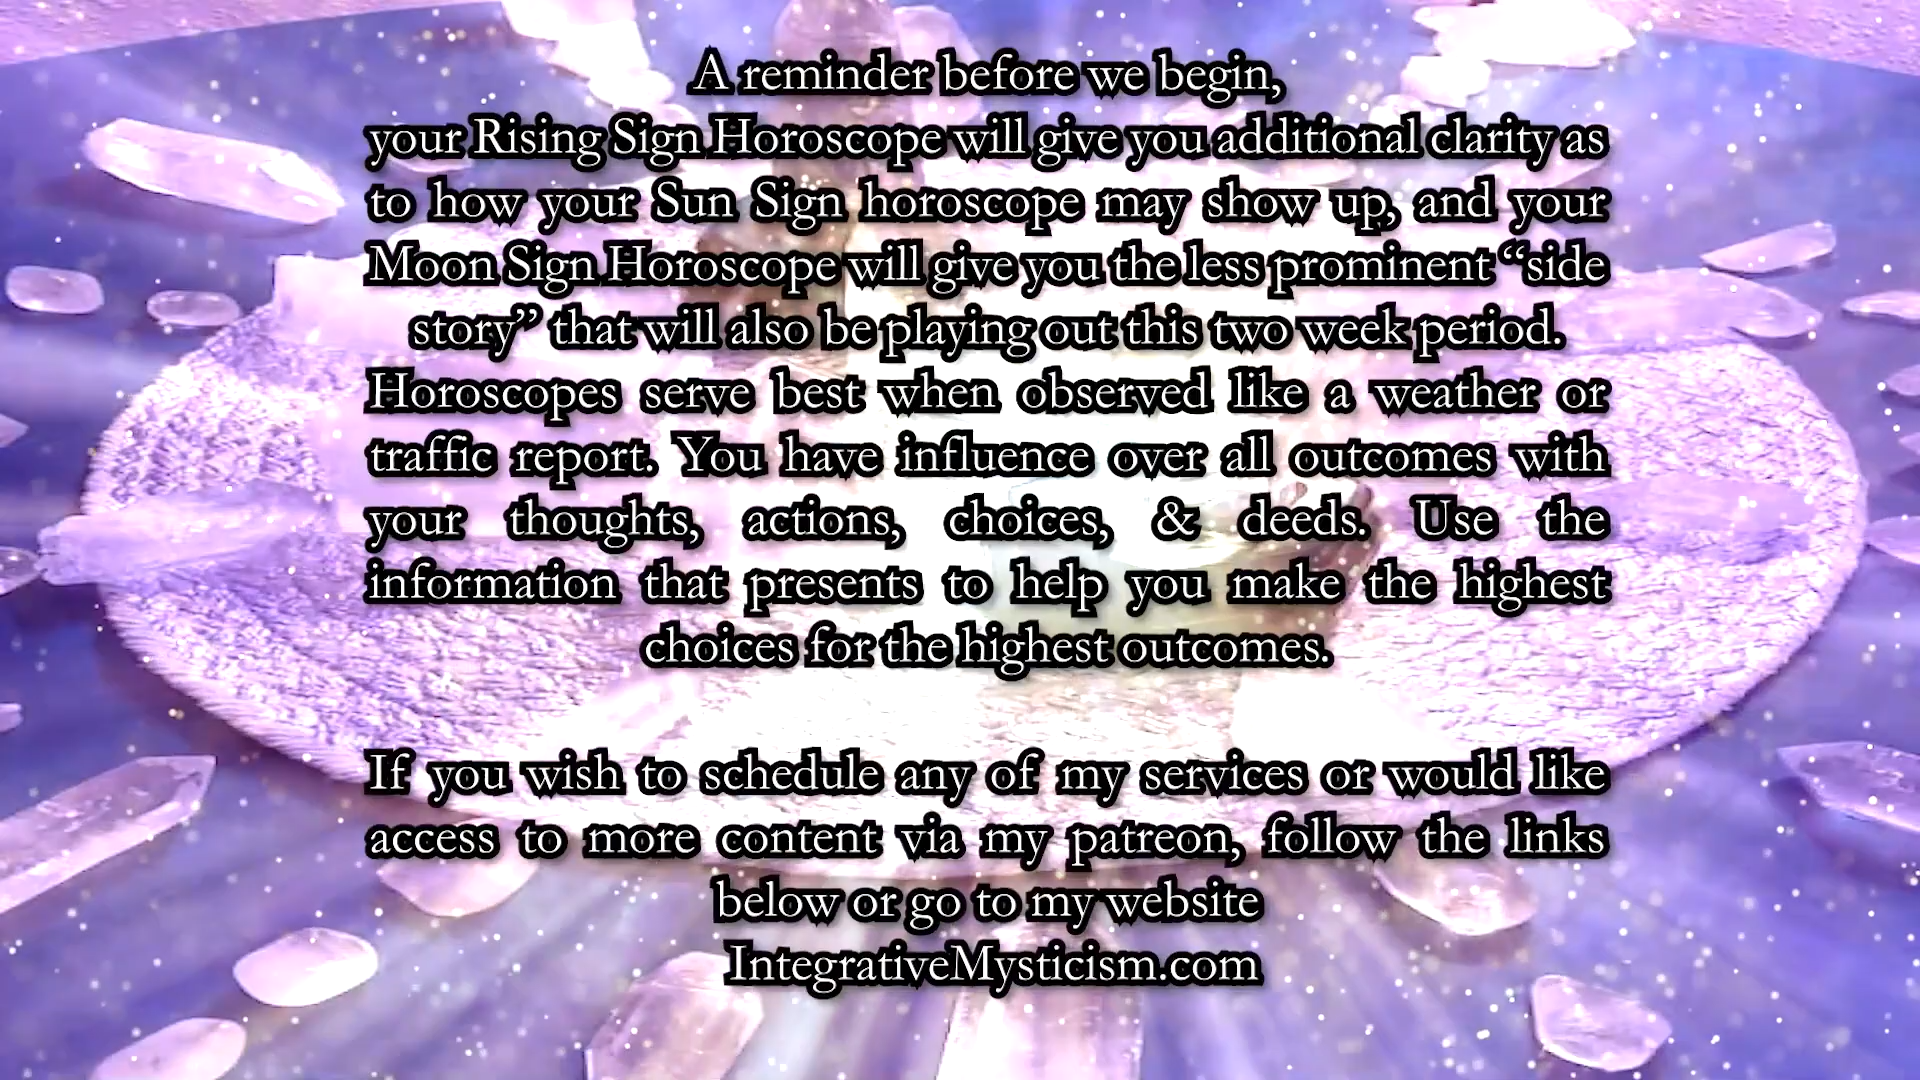 A reminder before we begin,
your Rising Sign Horoscope will give you additional clarity as
to how your Sun Sign horoscope may show up, and your
Moon Sign Horoscope will give you the less prominent “side
story” that will also be playing out this two week period.
Horoscopes serve best when observed like a weather or
traffic report. You have influence over all outcomes with
your thoughts, actions, choices, & deeds. Use the
information that presents to help you make the highest
choices for the highest outcomes.
If you wish to schedule any of my services or would like
access to more content via my patreon, follow the links
below or go to my website
IntegrativeMysticism.com